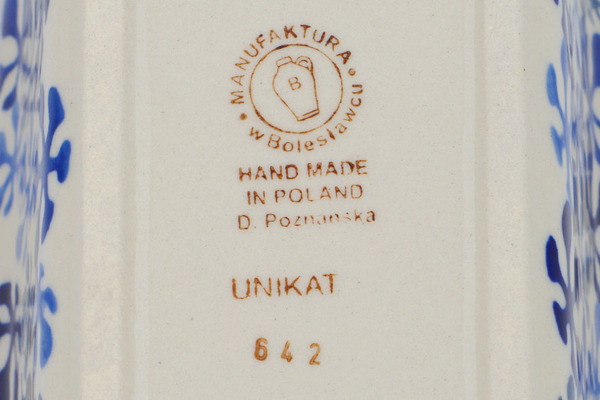 MANUFAKTURA
w Bolesławcu
B
HAND MADE
IN POLAND
D. Poznańska
UNIKAT
642